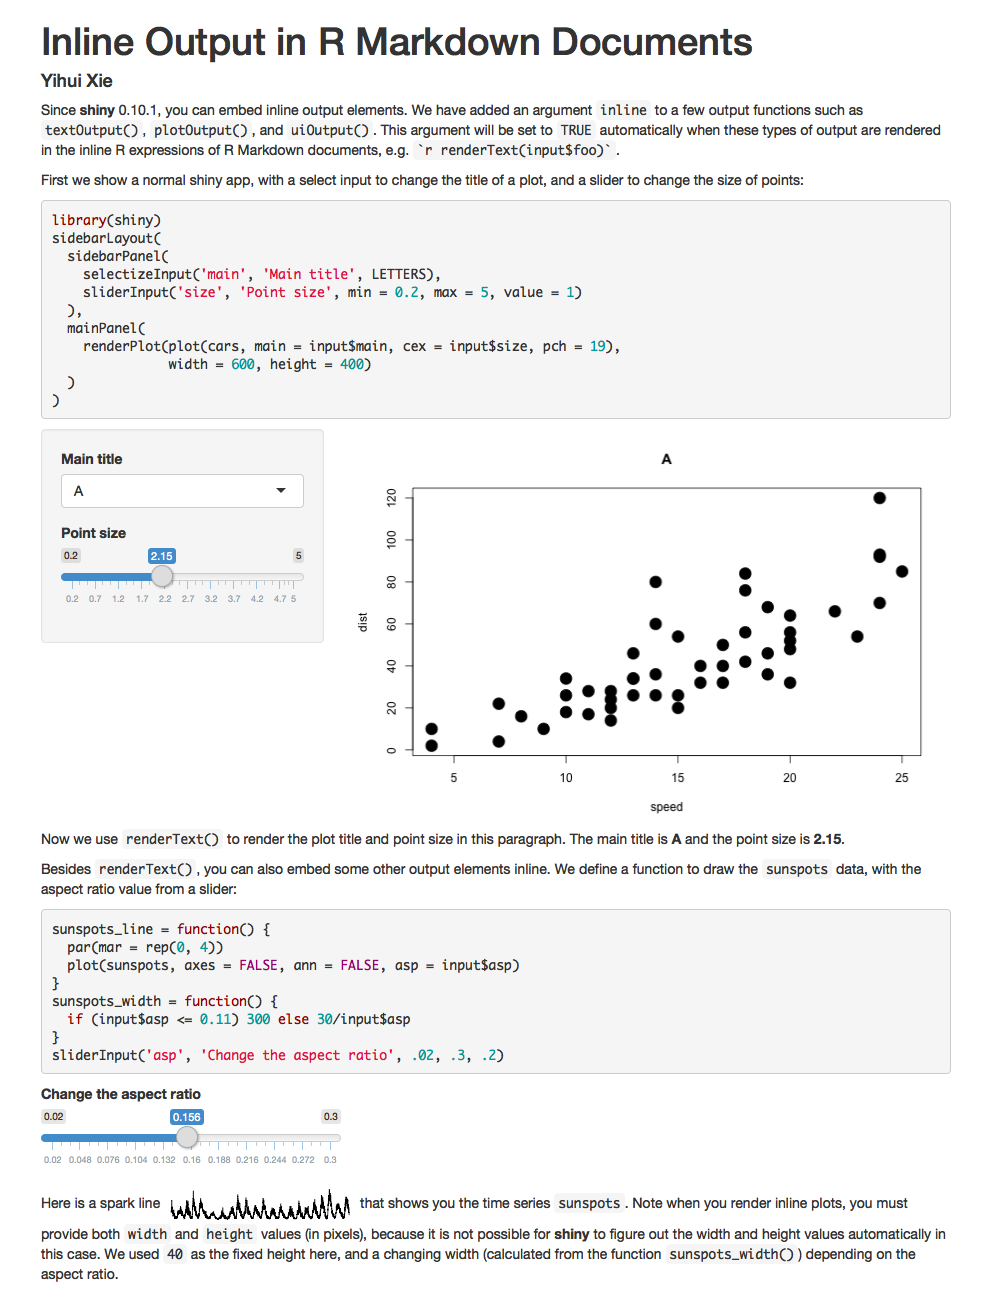 Inline Output in R Markdown Documents
Yihui Xie
Since shiny 0.10.1, you can embed inline output elements. We have added an argument inline to a few output functions such as
textOutput(), plotOutput(), and uiOutput(). This argument will be set to TRUE automatically when these types of output are rendered
in the inline R expressions of R Markdown documents, e.g. `r renderText(input$foo)`.
First we show a normal shiny app, with a select input to change the title of a plot, and a slider to change the size of points:
library(shiny)
sidebarLayout(
  sidebarPanel(
    selectizeInput('main', 'Main title', LETTERS),
    sliderInput('size', 'Point size', min = 0.2, max = 5, value = 1)
  ),
  mainPanel(
    renderPlot(plot(cars, main = input$main, cex = input$size, pch = 19),
               width = 600, height = 400)
  )
)
Main title
A
Point size
0.2 2.15 5
0.2 0.7 1.2 1.7 2.2 2.7 3.2 3.7 4.2 4.7 5
A
dist
120
100
80
60
40
20
0
5 10 15 20 25
speed
Now we use renderText() to render the plot title and point size in this paragraph. The main title is A and the point size is 2.15.
Besides renderText(), you can also embed some other output elements inline. We define a function to draw the sunspots data, with the
aspect ratio value from a slider:
sunspots_line = function() {
  par(mar = rep(0, 4))
  plot(sunspots, axes = FALSE, ann = FALSE, asp = input$asp)
}
sunspots_width = function() {
  if (input$asp <= 0.11) 300 else 30/input$asp
}
sliderInput('asp', 'Change the aspect ratio', .02, .3, .2)
Change the aspect ratio
0.02 0.156 0.3
0.02 0.048 0.076 0.104 0.132 0.16 0.188 0.216 0.244 0.272 0.3
Here is a spark line that shows you the time series sunspots. Note when you render inline plots, you must
provide both width and height values (in pixels), because it is not possible for shiny to figure out the width and height values automatically in
this case. We used 40 as the fixed height here, and a changing width (calculated from the function sunspots_width()) depending on the
aspect ratio.